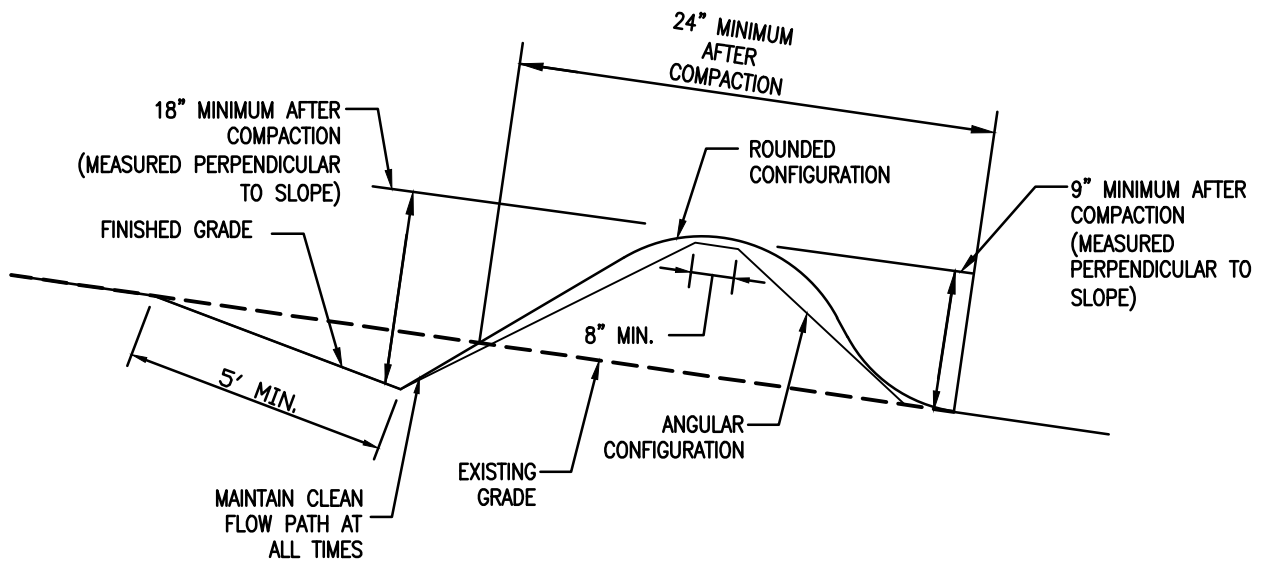 24” MINIMUM
AFTER
COMPACTION
18” MINIMUM AFTER
COMPACTION
(MEASURED PERPENDICULAR
TO SLOPE)
ROUNDED
CONFIGURATION
9” MINIMUM AFTER
COMPACTION
(MEASURED
PERPENDICULAR TO
SLOPE)
FINISHED GRADE
8” MIN.
5’ MIN.
ANGULAR
CONFIGURATION
EXISTING
GRADE
MAINTAIN CLEAN
FLOW PATH AT
ALL TIMES